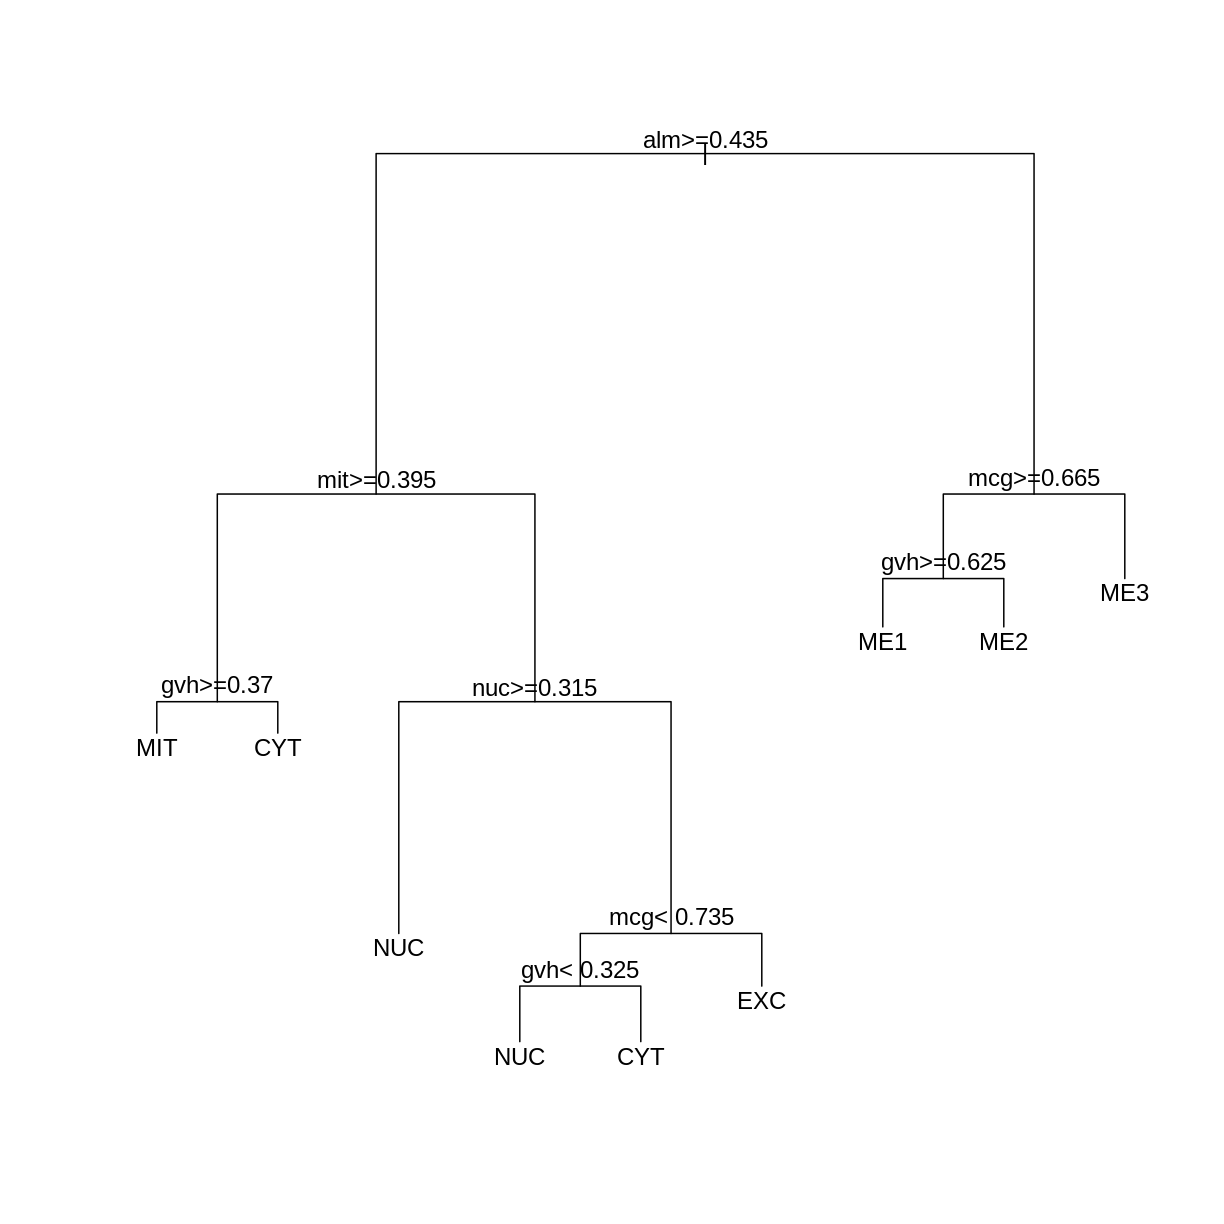 alm>=0.435
mit>=0.395
mcg>=0.665
gvh>=0.625
ME3
ME1
ME2
gvh>=0.37
nuc>=0.315
MIT
CYT
mcg< 0.735
NUC
gvh< 0.325
EXC
NUC
CYT